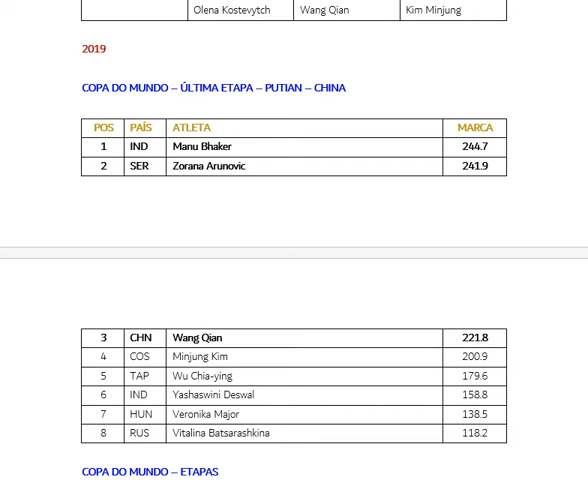 Olena Kostevytch Wang Qian Kim Minjung
2019
COPA DO MUNDO – ÚLTIMA ETAPA – PUTIAN – CHINA
POS PAÍS ATLETA MARCA
1 IND Manu Bhaker 244.7
2 SER Zorana Arunovic 241.9
3 CHN Wang Qian 221.8
4 COS Minjung Kim 200.9
5 TAP Wu Chia-ying 179.6
6 IND Yashaswini Deswal 158.8
7 HUN Veronika Major 138.5
8 RUS Vitalina Batsarashkina 118.2
COPA DO MUNDO – ETAPAS